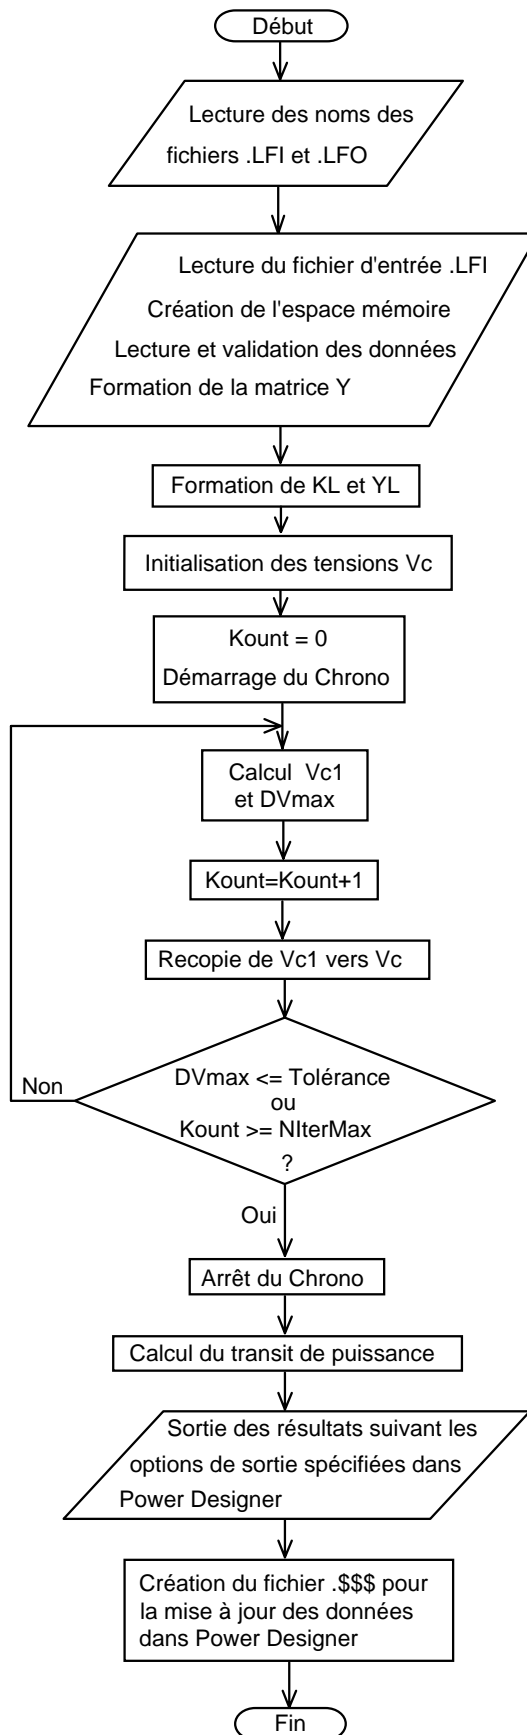 Début
Lecture des noms des
fichiers .LFI et .LFO
Lecture du fichier d'entrée .LFI
Création de l'espace mémoire
Lecture et validation des données
Formation de la matrice Y
Formation de KL et YL
Initialisation des tensions Vc
Kount = 0
Démarrage du Chrono
Calcul Vc1
et DVmax
Kount=Kount+1
Recopie de Vc1 vers Vc
DVmax <= Tolérance
ou
Kount >= NIterMax
?
Non
Oui
Arrêt du Chrono
Calcul du transit de puissance
Sortie des résultats suivant les
options de sortie spécifiées dans
Power Designer
Création du fichier .$$$ pour
la mise à jour des données
dans Power Designer
Fin